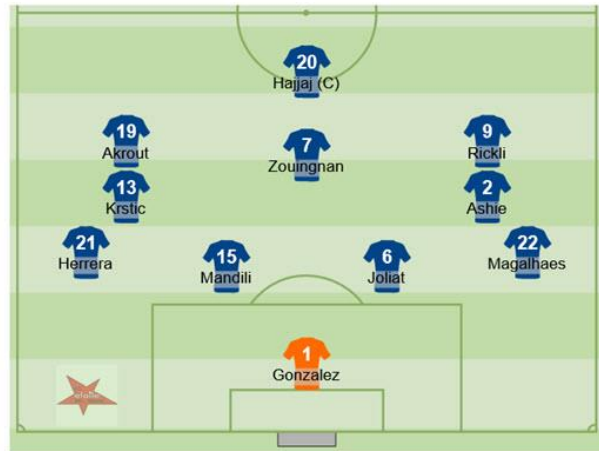 20
Hajjaj (C)
19
Akrout
7
Zouingnan
9
Rickli
13
Krstic
2
Ashie
21
Herrera
15
Mandili
6
Joliat
22
Magalhaes
1
Gonzalez
etoile